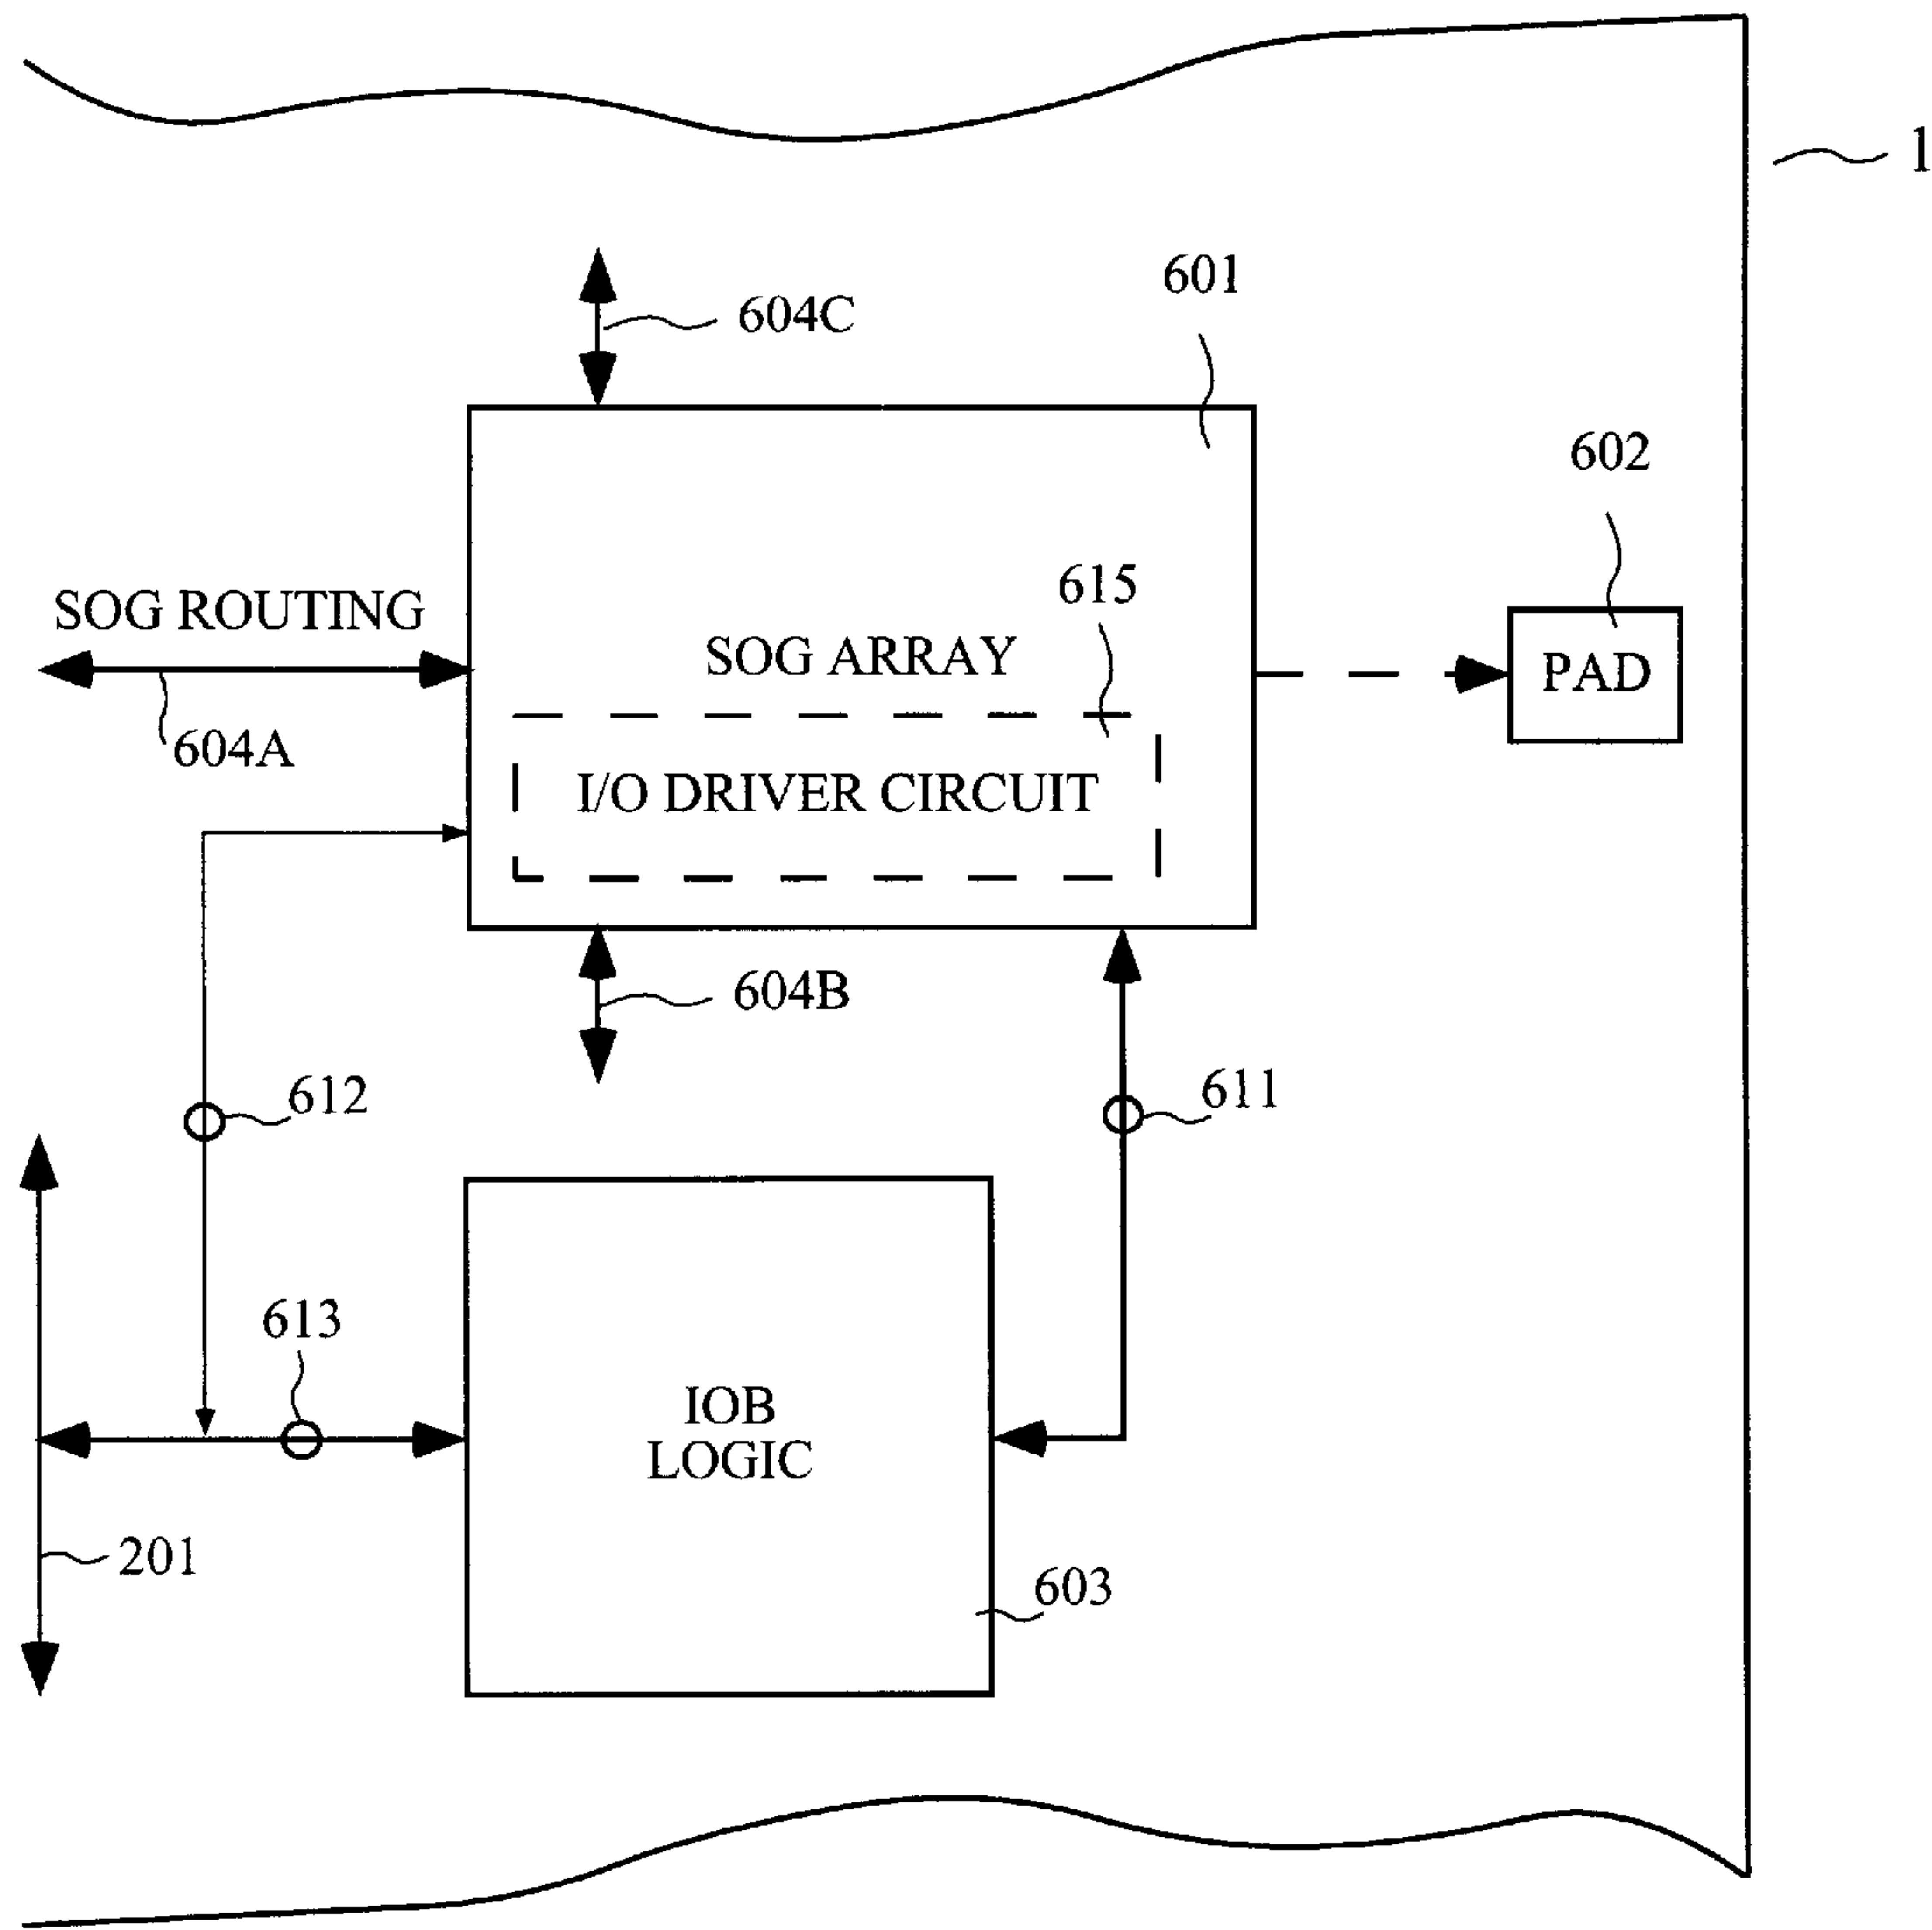 1
601
604C
602
615
SOG ROUTING
SOG ARRAY
PAD
604A
I/O DRIVER CIRCUIT
604B
612
611
613
IOB
LOGIC
201
603